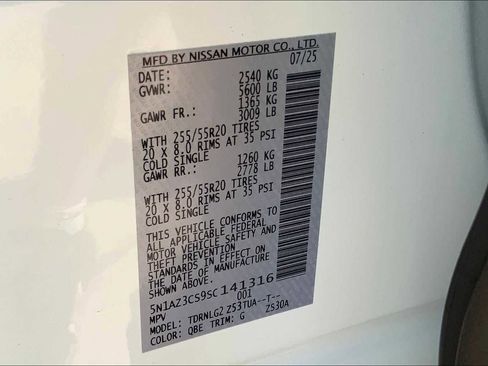 MFD BY NISSAN MOTOR CO., LTD.
07/25
DATE: 2540 KG
GVWR: 5600 LB
1365 KG
GAWR FR.: 3009 LB
WITH 255/55R20 TIRES
20 X 8.0 RIMS AT 35 PSI
COLD SINGLE
1260 KG
GAWR RR.: 2778 LB
WITH 255/55R20 TIRES
20 X 8.0 RIMS AT 35 PSI
COLD SINGLE
THIS VEHICLE CONFORMS TO
ALL APPLICABLE FEDERAL
MOTOR VEHICLE SAFETY AND
THEFT PREVENTION
STANDARDS IN EFFECT ON
THE DATE OF MANUFACTURE
5N1AZ3CS9SC141316
MPV 001
MODEL: TDRNLG2 Z53TUA--T--
COLOR: QBE TRIM: G ZS30A